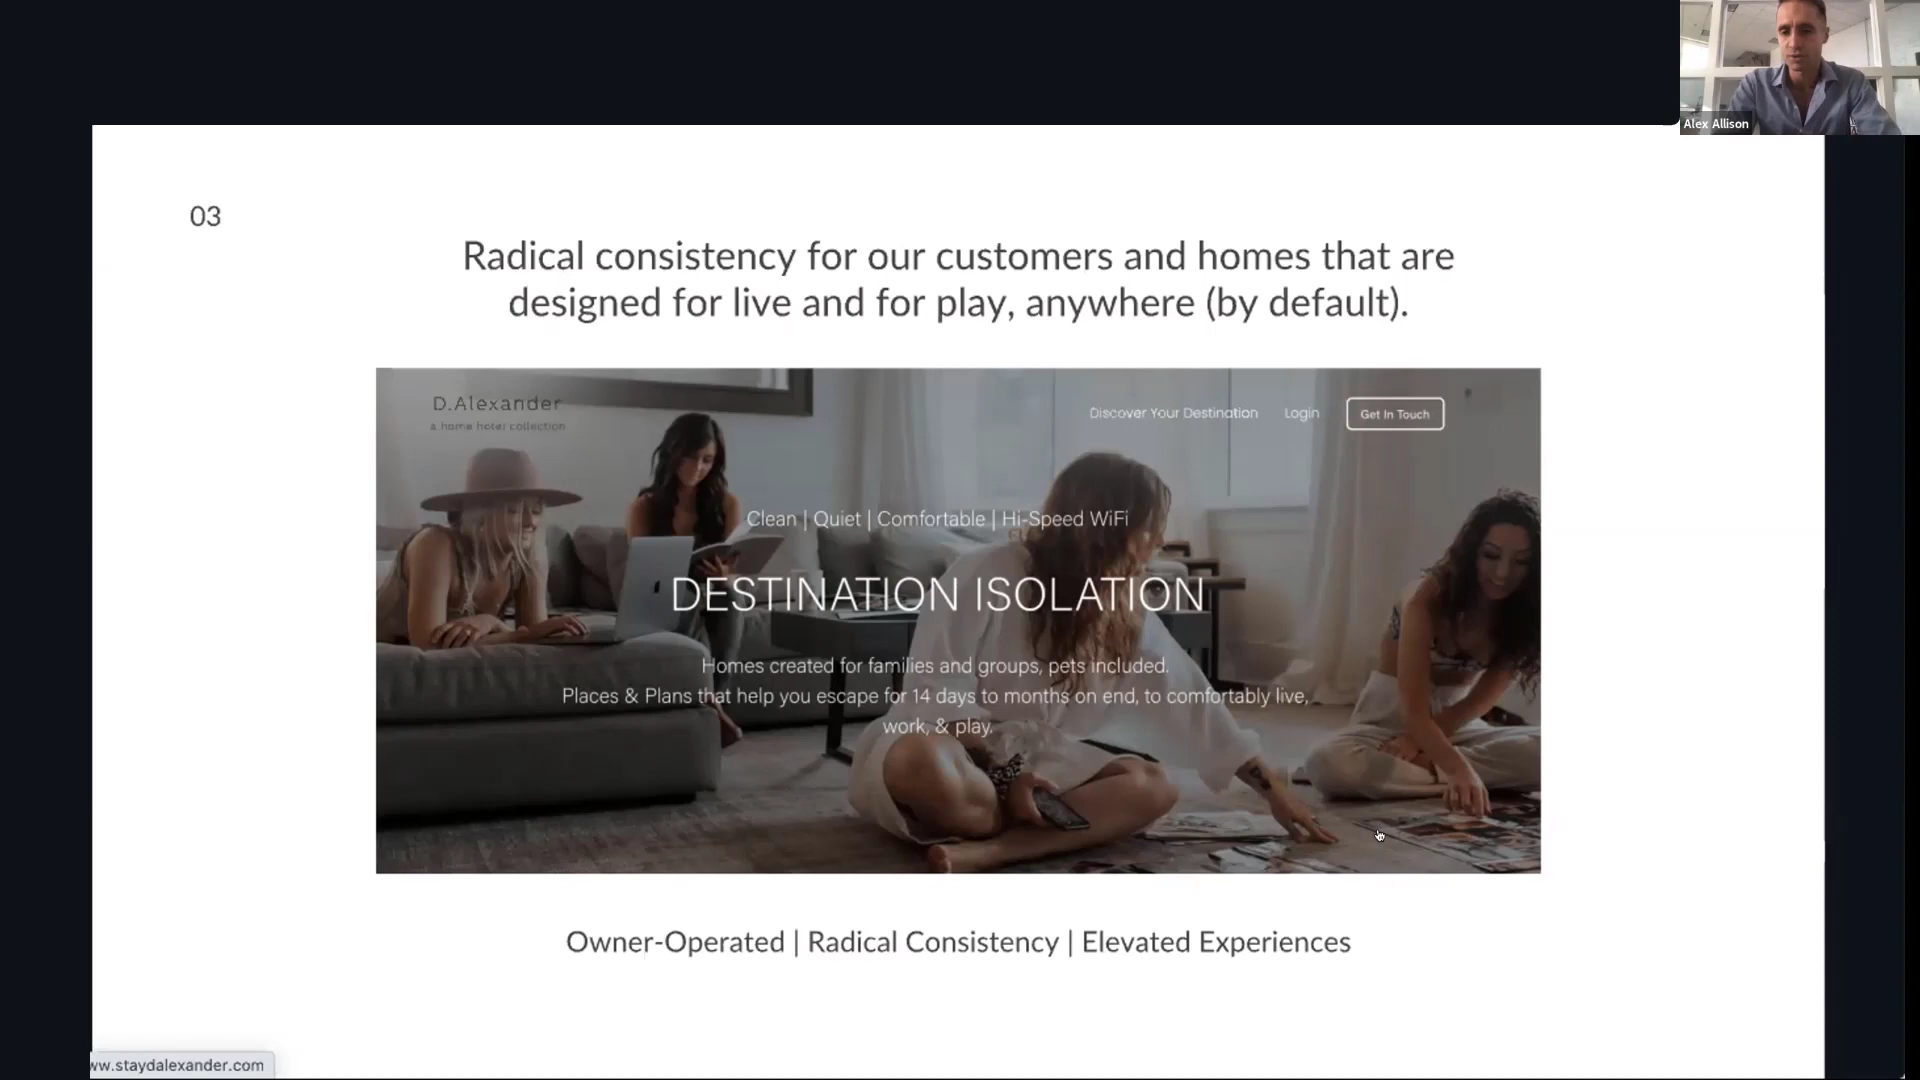 Alex Allison
03
Radical consistency for our customers and homes that are
designed for live and for play, anywhere (by default).
D.Alexander
a home hotel collection
Discover Your Destination
Login
Get In Touch
Clean | Quiet | Comfortable | Hi-Speed WiFi
DESTINATION ISOLATION
Homes created for families and groups, pets included.
Places & Plans that help you escape for 14 days to months on end, to comfortably live,
work, & play.
Owner-Operated | Radical Consistency | Elevated Experiences
ww.staydalexander.com